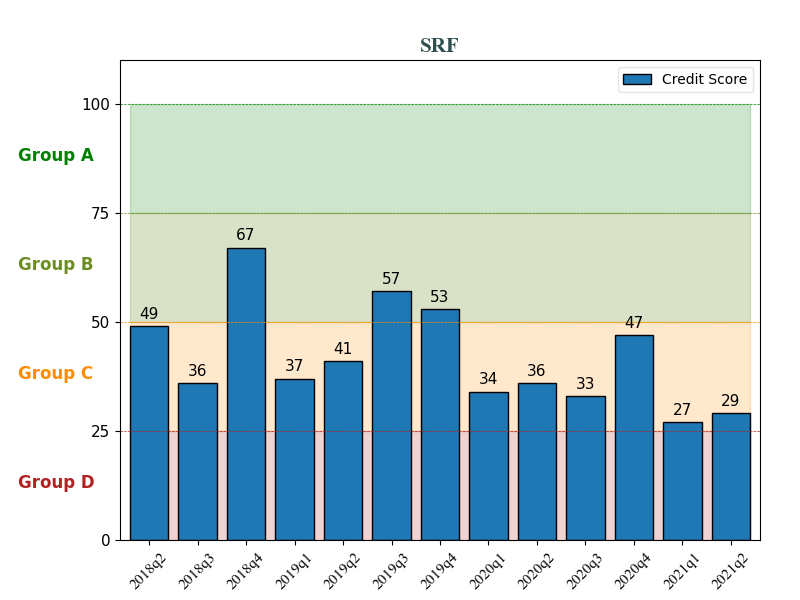 SRF
Credit Score
100
Group A
75
67
Group B
57
53
50
49
47
41
Group C
37
36
36
34
33
29
27
25
Group D
0
2018q2
2018q3
2018q4
2019q1
2019q2
2019q3
2019q4
2020q1
2020q2
2020q3
2020q4
2021q1
2021q2